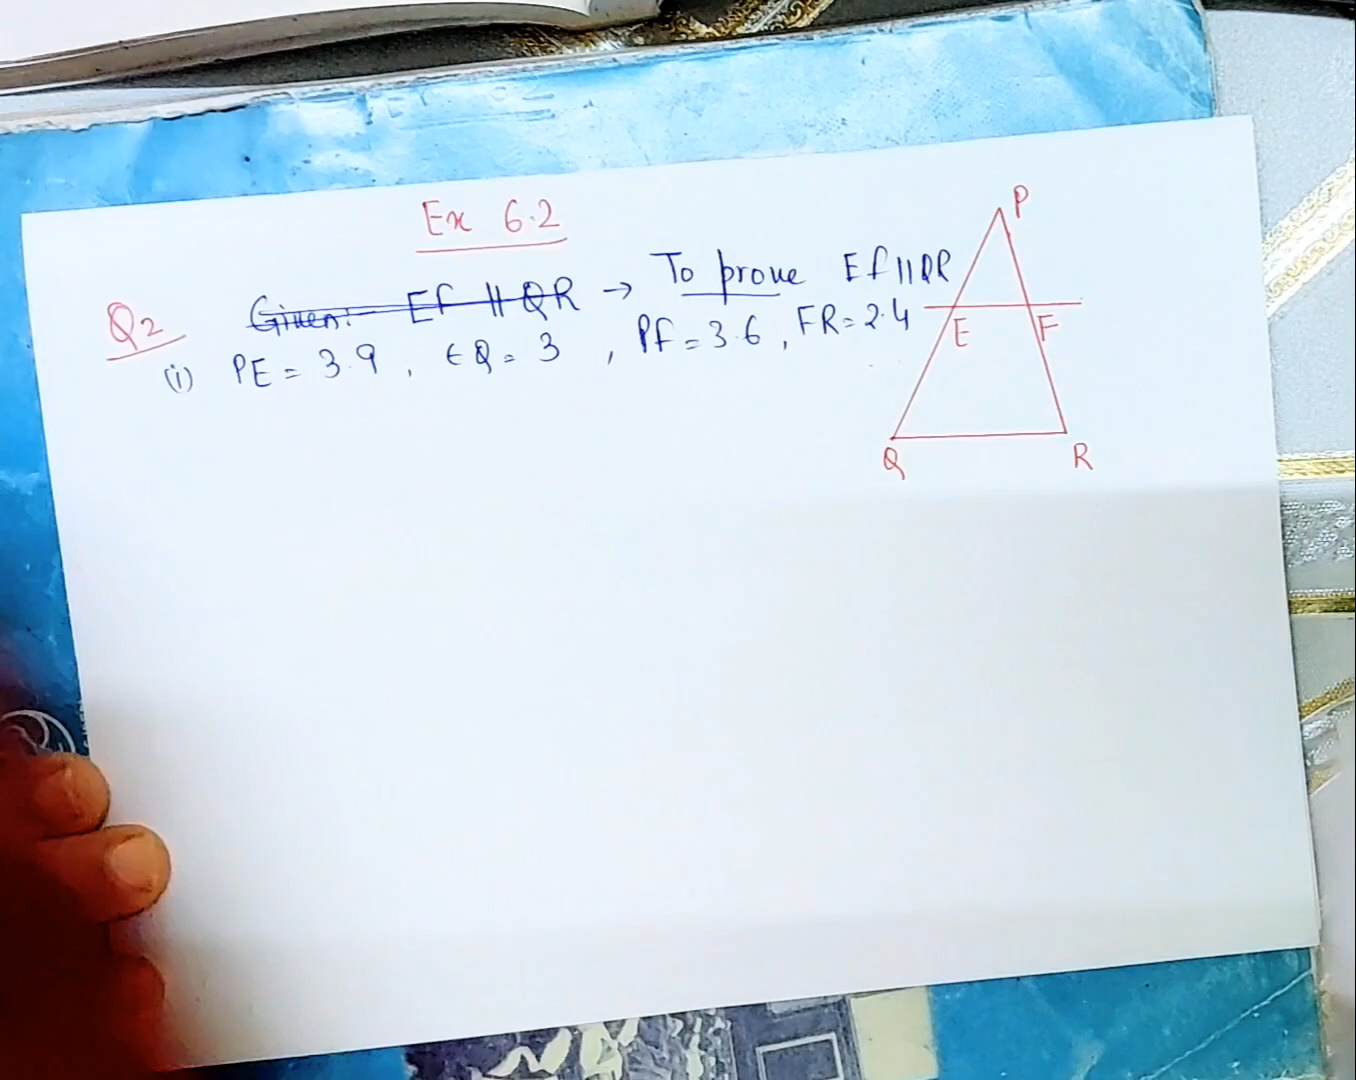 Ex 6.2
Q2 Given:- EF || QR → To prove EF || QR
(i) PE = 3.9 , EQ = 3 , PF = 3.6 , FR = 2.4
P
E F
Q R